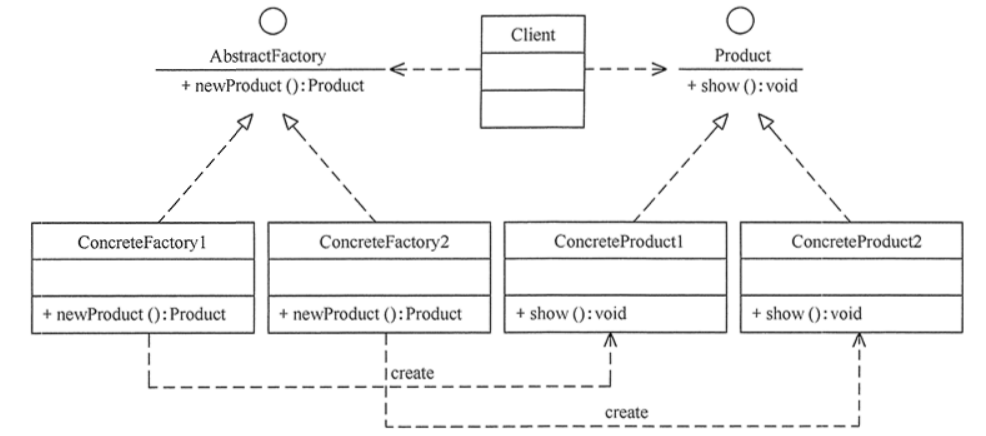 Client
AbstractFactory
Product
+ newProduct ():Product
+ show ():void
ConcreteFactory1
ConcreteFactory2
ConcreteProduct1
ConcreteProduct2
+ newProduct ():Product
+ newProduct ():Product
+ show ():void
+ show ():void
create
create